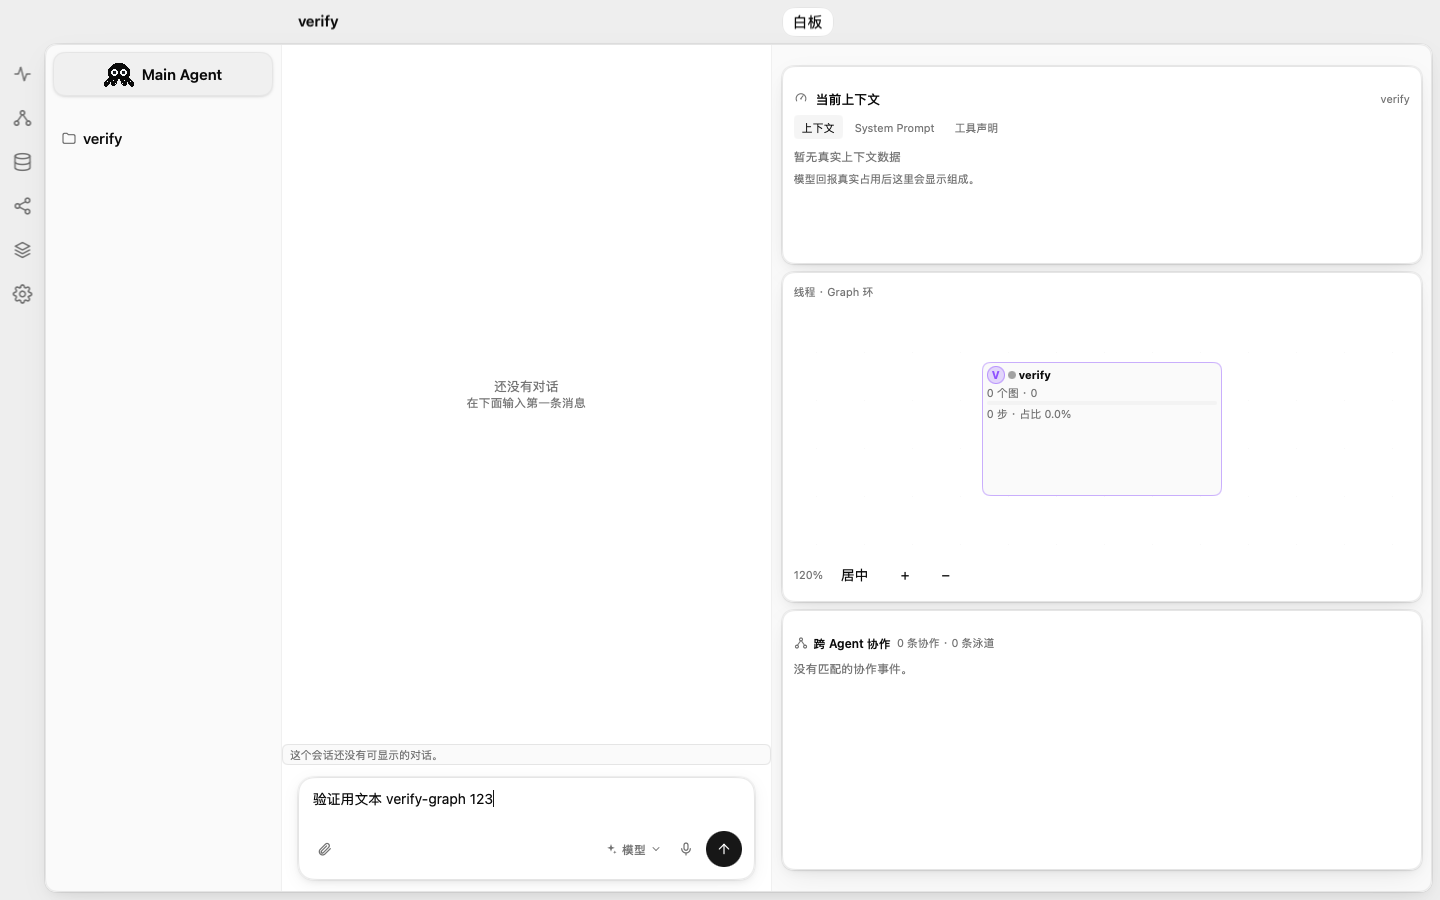 verify
白板
Main Agent
verify
还没有对话
在下面输入第一条消息
这个会话还没有可显示的对话。
验证用文本 verify-graph 123
模型
当前上下文
verify
上下文 System Prompt 工具声明
暂无真实上下文数据
模型回报真实占用后这里会显示组成。
线程 · Graph 环
V verify
0 个图 · 0
0 步 · 占比 0.0%
120% 居中 + −
跨 Agent 协作 0 条协作 · 0 条泳道
没有匹配的协作事件。